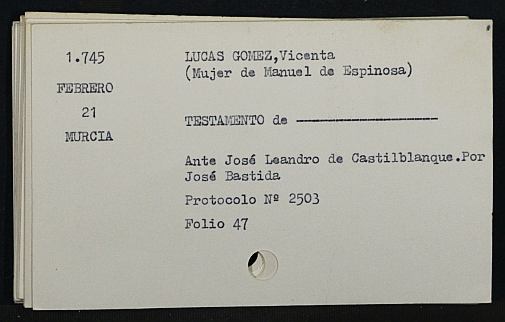 1.745
FEBRERO
21
MURCIA
LUCAS GOMEZ,Vicenta
(Mujer de Manuel de Espinosa)
TESTAMENTO de --------------------
Ante José Leandro de Castilblanque.Por
José Bastida
Protocolo Nº 2503
Folio 47